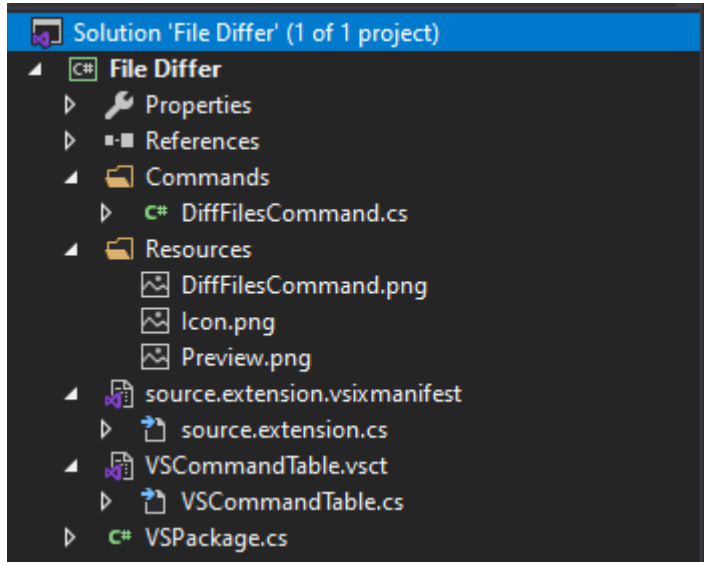 Solution 'File Differ' (1 of 1 project)
C# File Differ
Properties
References
Commands
C# DiffFilesCommand.cs
Resources
DiffFilesCommand.png
Icon.png
Preview.png
source.extension.vsixmanifest
source.extension.cs
VSCommandTable.vsct
VSCommandTable.cs
C# VSPackage.cs